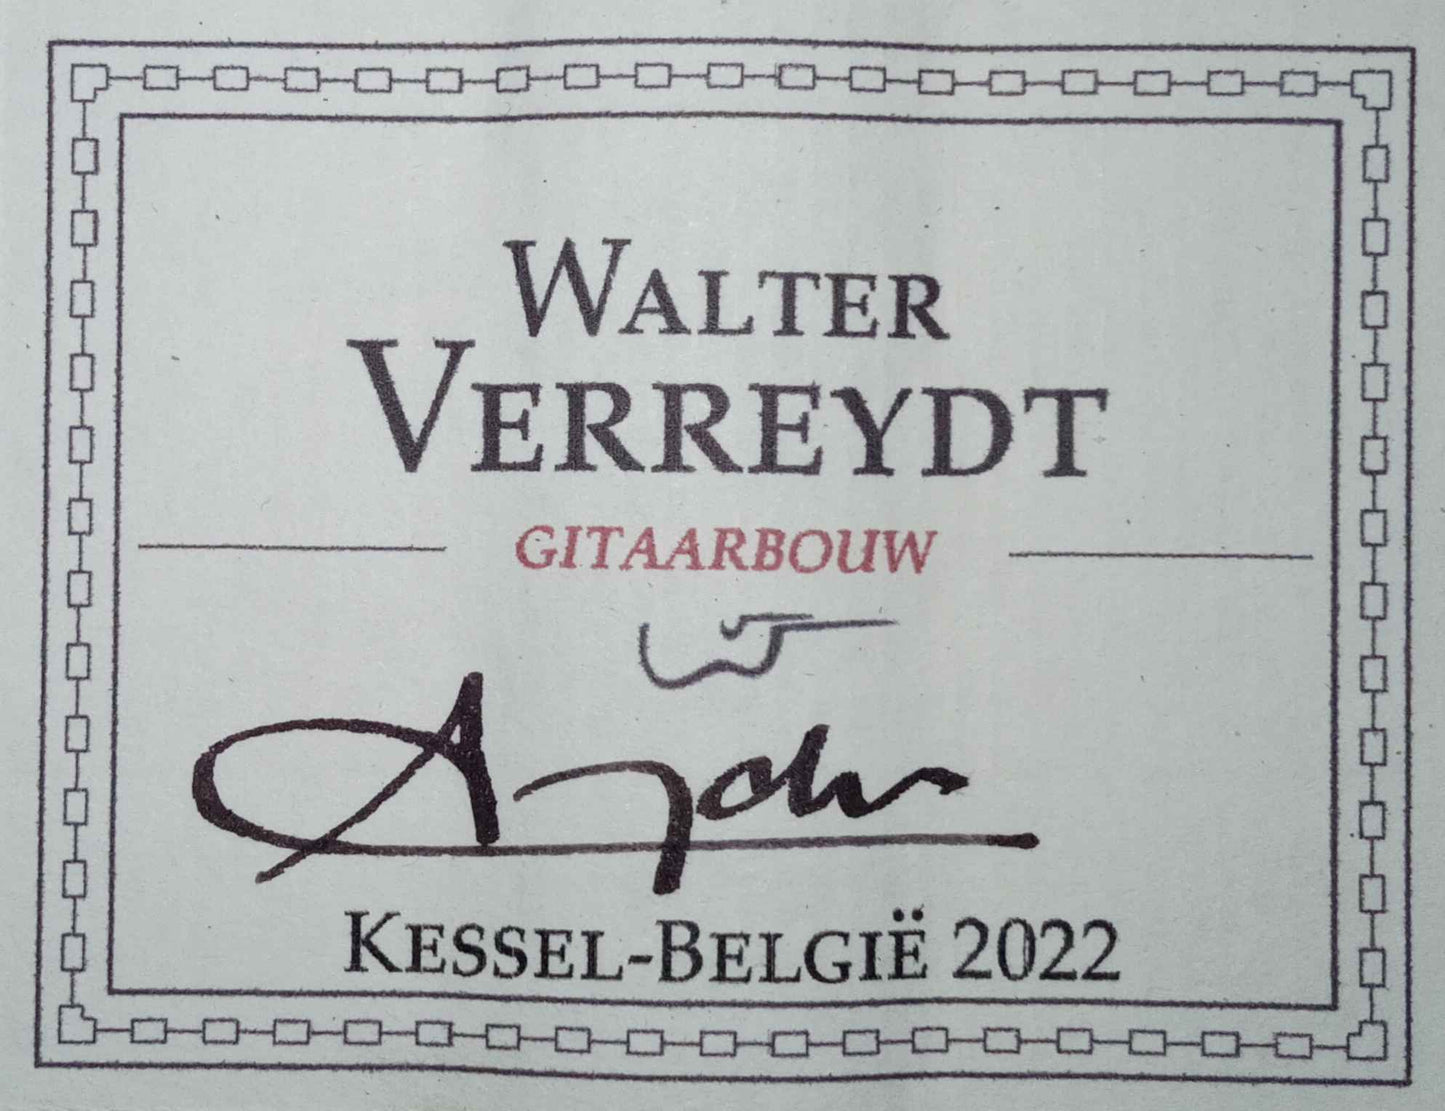 WALTER
VERREYDT
GITAARBOUW
KESSEL-BELGIË 2022